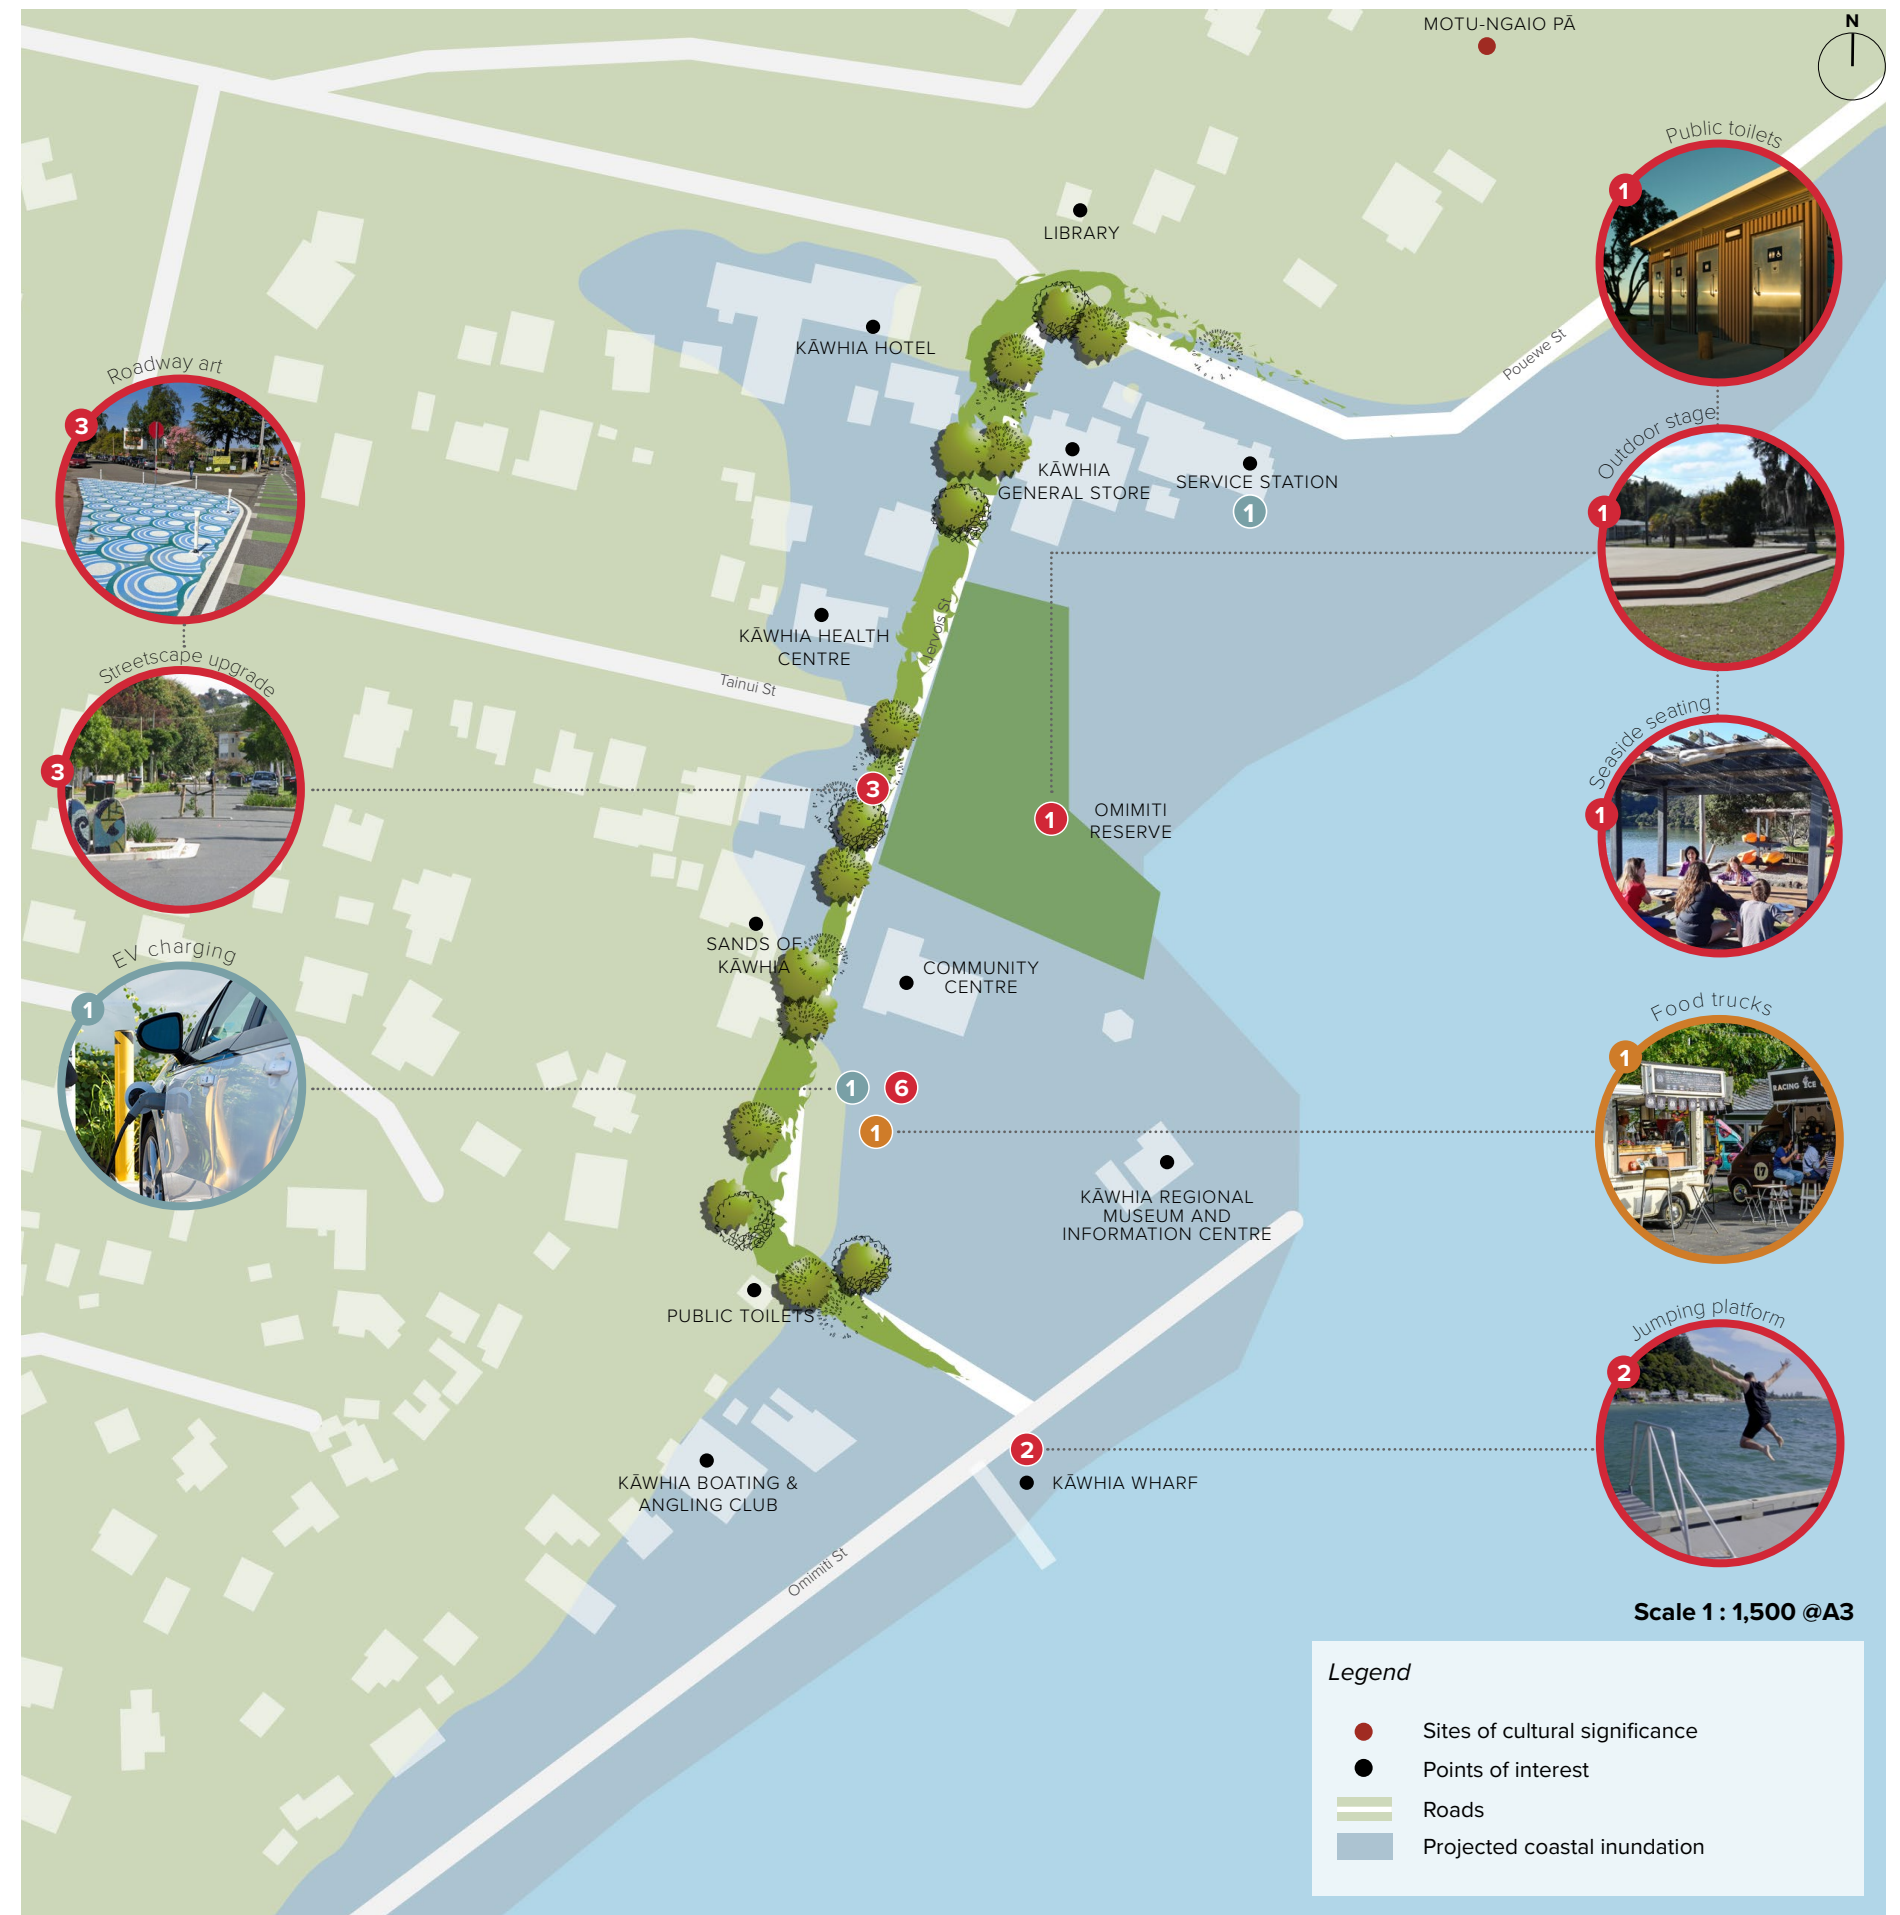 MOTU-NGAIO PĀ
N
Public toilets
1
LIBRARY
Pouewe St
KĀWHIA HOTEL
Roadway art
3
Outdoor stage
1
KĀWHIA
GENERAL STORE
SERVICE STATION
1
KĀWHIA HEALTH
CENTRE
Jervois St
Tainui St
Streetscape upgrade
3
3
Seaside seating
1
1
OMIMITI
RESERVE
SANDS OF
KĀWHIA
COMMUNITY
CENTRE
EV charging
1
1
6
1
Food trucks
1
RACING ICE
17
KĀWHIA REGIONAL
MUSEUM AND
INFORMATION CENTRE
PUBLIC TOILETS
Jumping platform
2
2
KĀWHIA WHARF
KĀWHIA BOATING &
ANGLING CLUB
Omimiti St
Scale 1 : 1,500 @A3
Legend
Sites of cultural significance
Points of interest
Roads
Projected coastal inundation